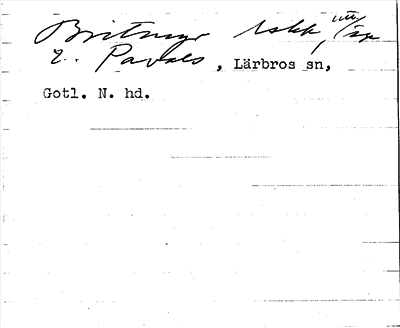 Britmyr
Z. Pavals, Lärbros sn,
Gotl. N. hd.